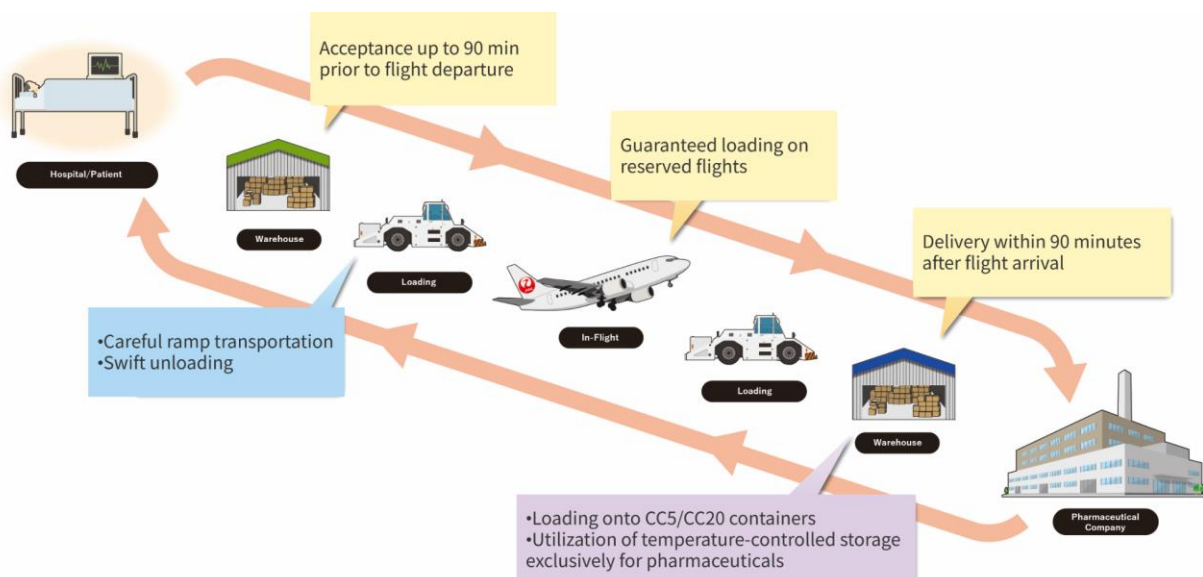 Acceptance up to 90 min
prior to flight departure
Hospital/Patient
Guaranteed loading on
reserved flights
Warehouse
Loading
Delivery within 90 minutes
after flight arrival
•Careful ramp transportation
•Swift unloading
In-Flight
Loading
Warehouse
•Loading onto CC5/CC20 containers
•Utilization of temperature-controlled storage
exclusively for pharmaceuticals
Pharmaceutical
Company